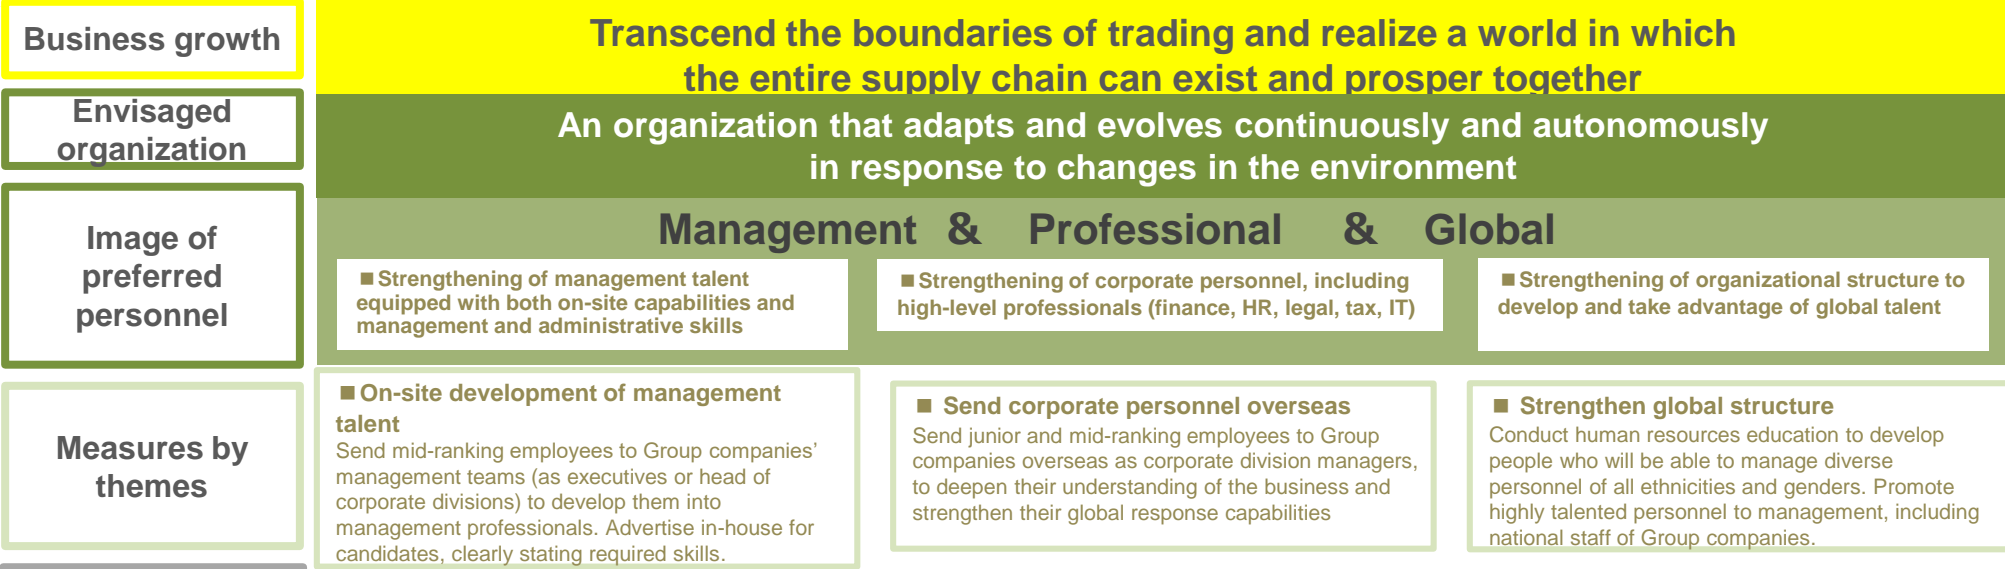 Business growth
Transcend the boundaries of trading and realize a world in which
the entire supply chain can exist and prosper together
Envisaged
organization
An organization that adapts and evolves continuously and autonomously
in response to changes in the environment
Image of
preferred
personnel
Management & Professional & Global
■Strengthening of management talent
equipped with both on-site capabilities and
management and administrative skills
■Strengthening of corporate personnel, including
high-level professionals (finance, HR, legal, tax, IT)
■Strengthening of organizational structure to
develop and take advantage of global talent
Measures by
themes
■On-site development of management
talent
Send mid-ranking employees to Group companies’
management teams (as executives or head of
corporate divisions) to develop them into
management professionals. Advertise in-house for
candidates, clearly stating required skills.
■ Send corporate personnel overseas
Send junior and mid-ranking employees to Group
companies overseas as corporate division managers,
to deepen their understanding of the business and
strengthen their global response capabilities
■ Strengthen global structure
Conduct human resources education to develop
people who will be able to manage diverse
personnel of all ethnicities and genders. Promote
highly talented personnel to management, including
national staff of Group companies.